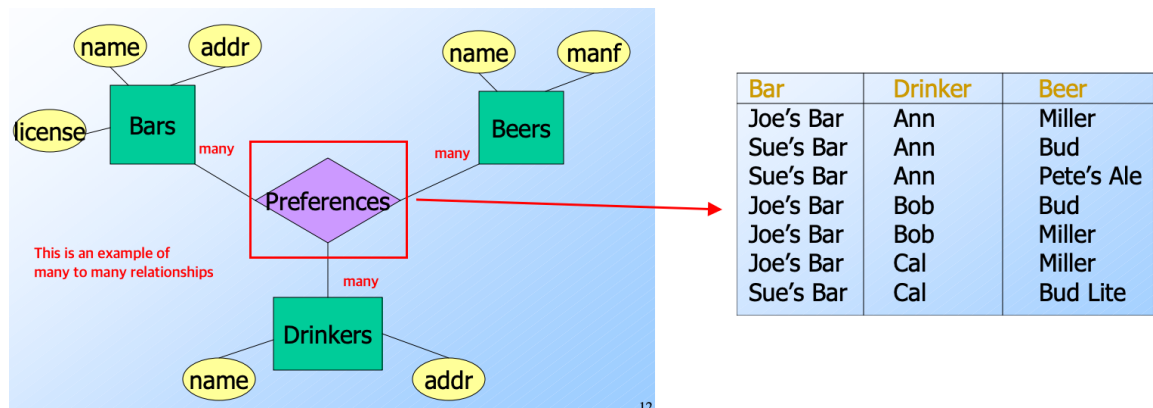 name
addr
license
Bars
many
name
manf
Beers
many
Preferences
This is an example of
many to many relationships
many
Drinkers
name
addr
12
Bar Drinker Beer
Joe's Bar Ann Miller
Sue's Bar Ann Bud
Sue's Bar Ann Pete's Ale
Joe's Bar Bob Bud
Joe's Bar Bob Miller
Joe's Bar Cal Miller
Sue's Bar Cal Bud Lite